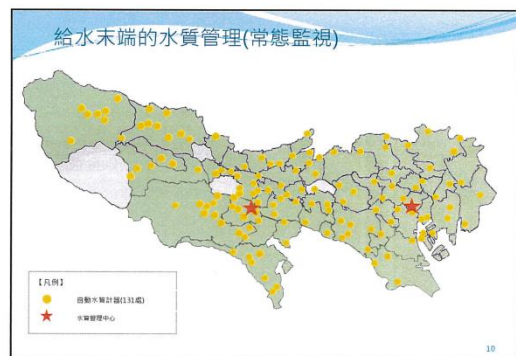 給水末端的水質管理(常態監視)
【凡例】
自動水質計器(131處)
水質管理中心
10